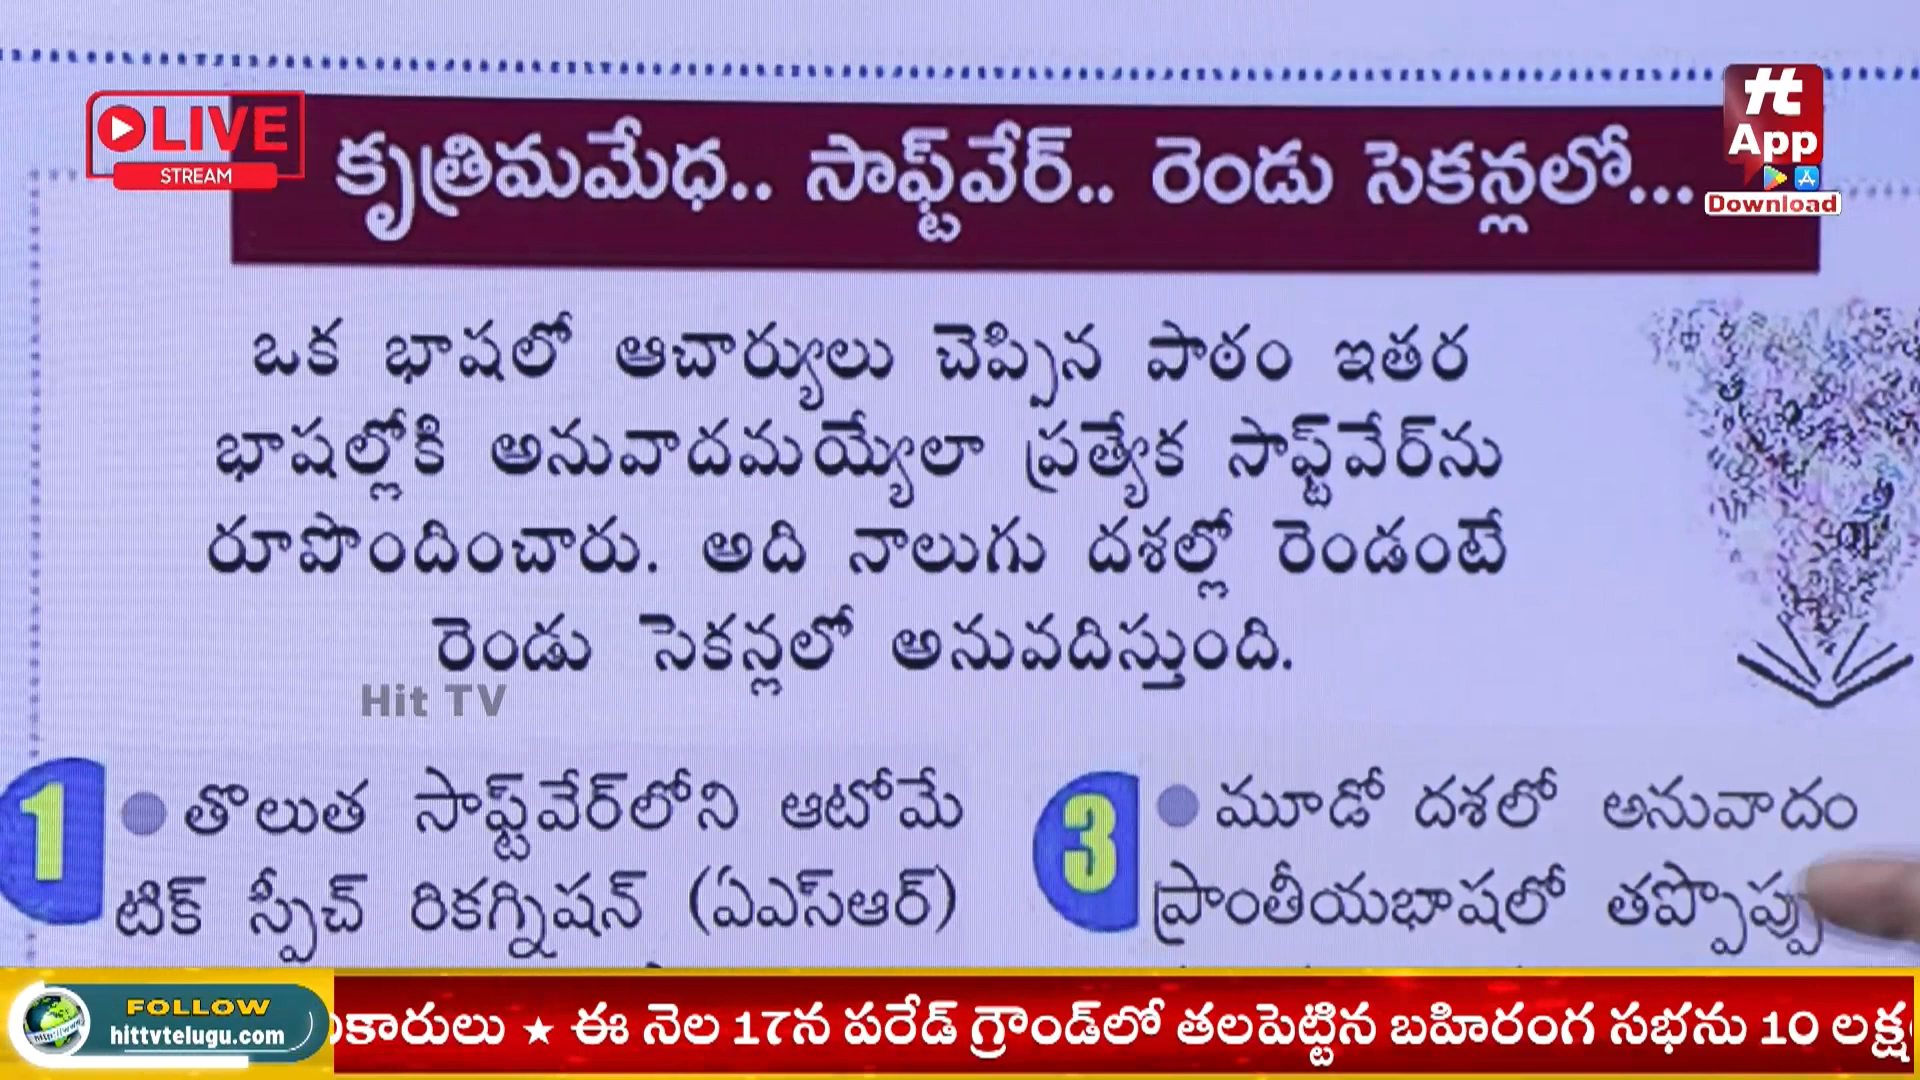 LIVE
STREAM
కృత్రిమమేధ.. సాఫ్ట్‌వేర్.. రెండు సెకన్లలో...
tt
App
Download
ఒక భాషలో ఆచార్యులు చెప్పిన పాఠం ఇతర
భాషల్లోకి అనువాదమయ్యేలా ప్రత్యేక సాఫ్ట్‌వేర్‌ను
రూపొందించారు. అది నాలుగు దశల్లో రెండంటే
రెండు సెకన్లలో అనువదిస్తుంది.
Hit TV
1
తొలుత సాఫ్ట్‌వేర్‌లోని ఆటోమే
టిక్ స్పీచ్ రికగ్నిషన్ (ఏఎస్ఆర్)
3
మూడో దశలో అనువాదం
ప్రాంతీయభాషలో తప్పొప్పు
FOLLOW
hittvtelugu.com
కారులు ★ ఈ నెల 17న పరేడ్ గ్రౌండ్‌లో తలపెట్టిన బహిరంగ సభను 10 లక్ష